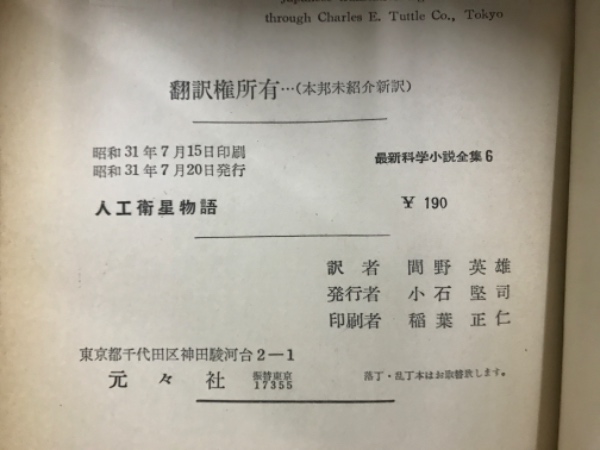 through Charles E. Tuttle Co., Tokyo
翻訳権所有…(本邦未紹介新訳)
昭和31年7月15日印刷
昭和31年7月20日発行
最新科学小説全集6
人工衛星物語
¥ 190
訳者 間野英雄
発行者 小石堅司
印刷者 稲葉正仁
東京都千代田区神田駿河台2—1
元々社 振替東京 17355
落丁・乱丁本はお取替致します。